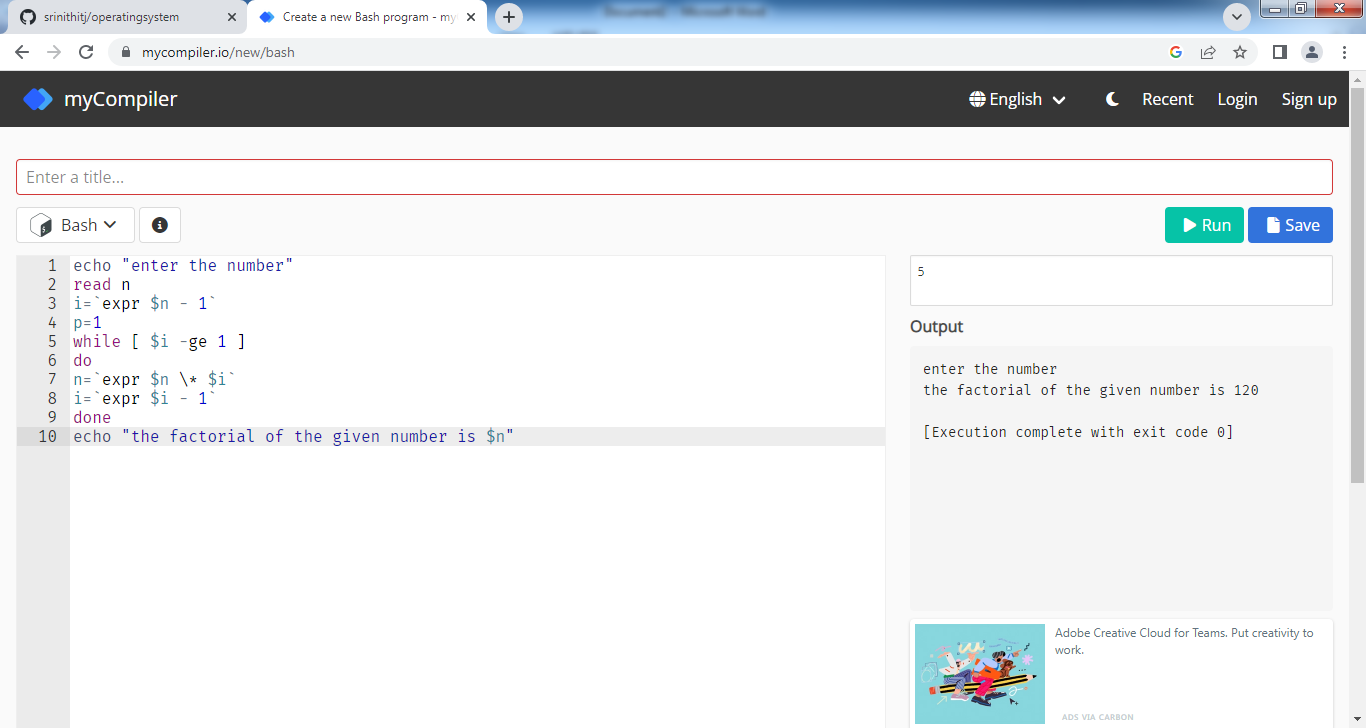 srinithitj/operatingsystem
Create a new Bash program - my
mycompiler.io/new/bash
myCompiler
English
Recent
Login
Sign up
Enter a title...
Bash
Run
Save
1 echo "enter the number"
2 read n
3 i=`expr $n - 1`
4 p=1
5 while [ $i -ge 1 ]
6 do
7 n=`expr $n \* $i`
8 i=`expr $i - 1`
9 done
10 echo "the factorial of the given number is $n"
5
Output
enter the number
the factorial of the given number is 120
[Execution complete with exit code 0]
Adobe Creative Cloud for Teams. Put creativity to
work.
ADS VIA CARBON